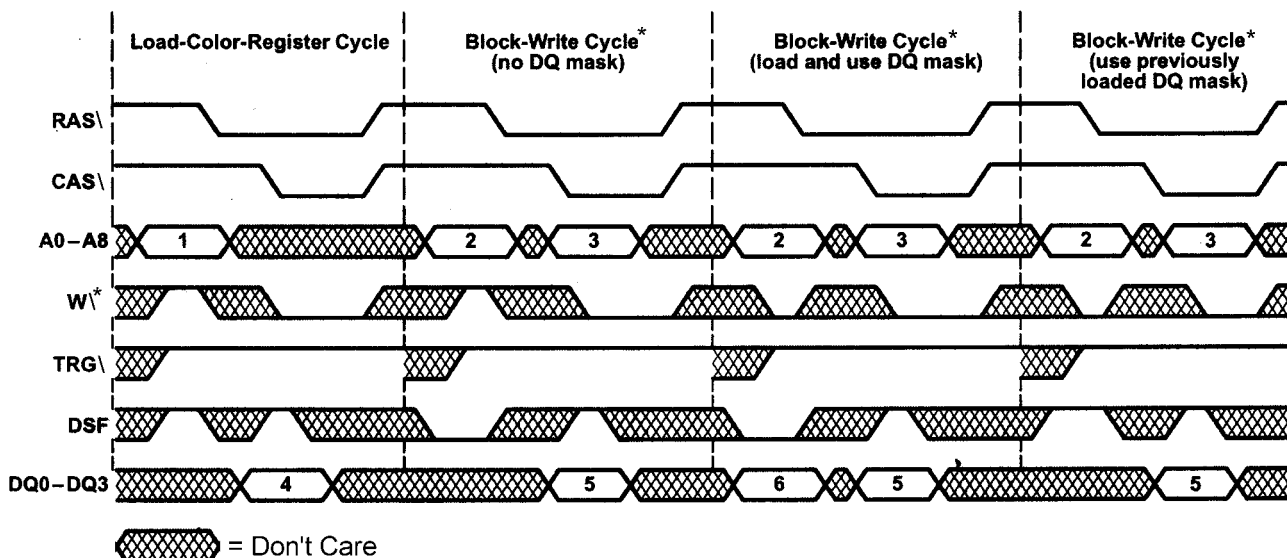 Load-Color-Register Cycle
Block-Write Cycle*
(no DQ mask)
Block-Write Cycle*
(load and use DQ mask)
Block-Write Cycle*
(use previously
loaded DQ mask)
RAS\
CAS\
A0–A8 1 2 3 2 3 2 3
W\*
TRG\
DSF
DQ0–DQ3 4 5 6 5 5
= Don't Care